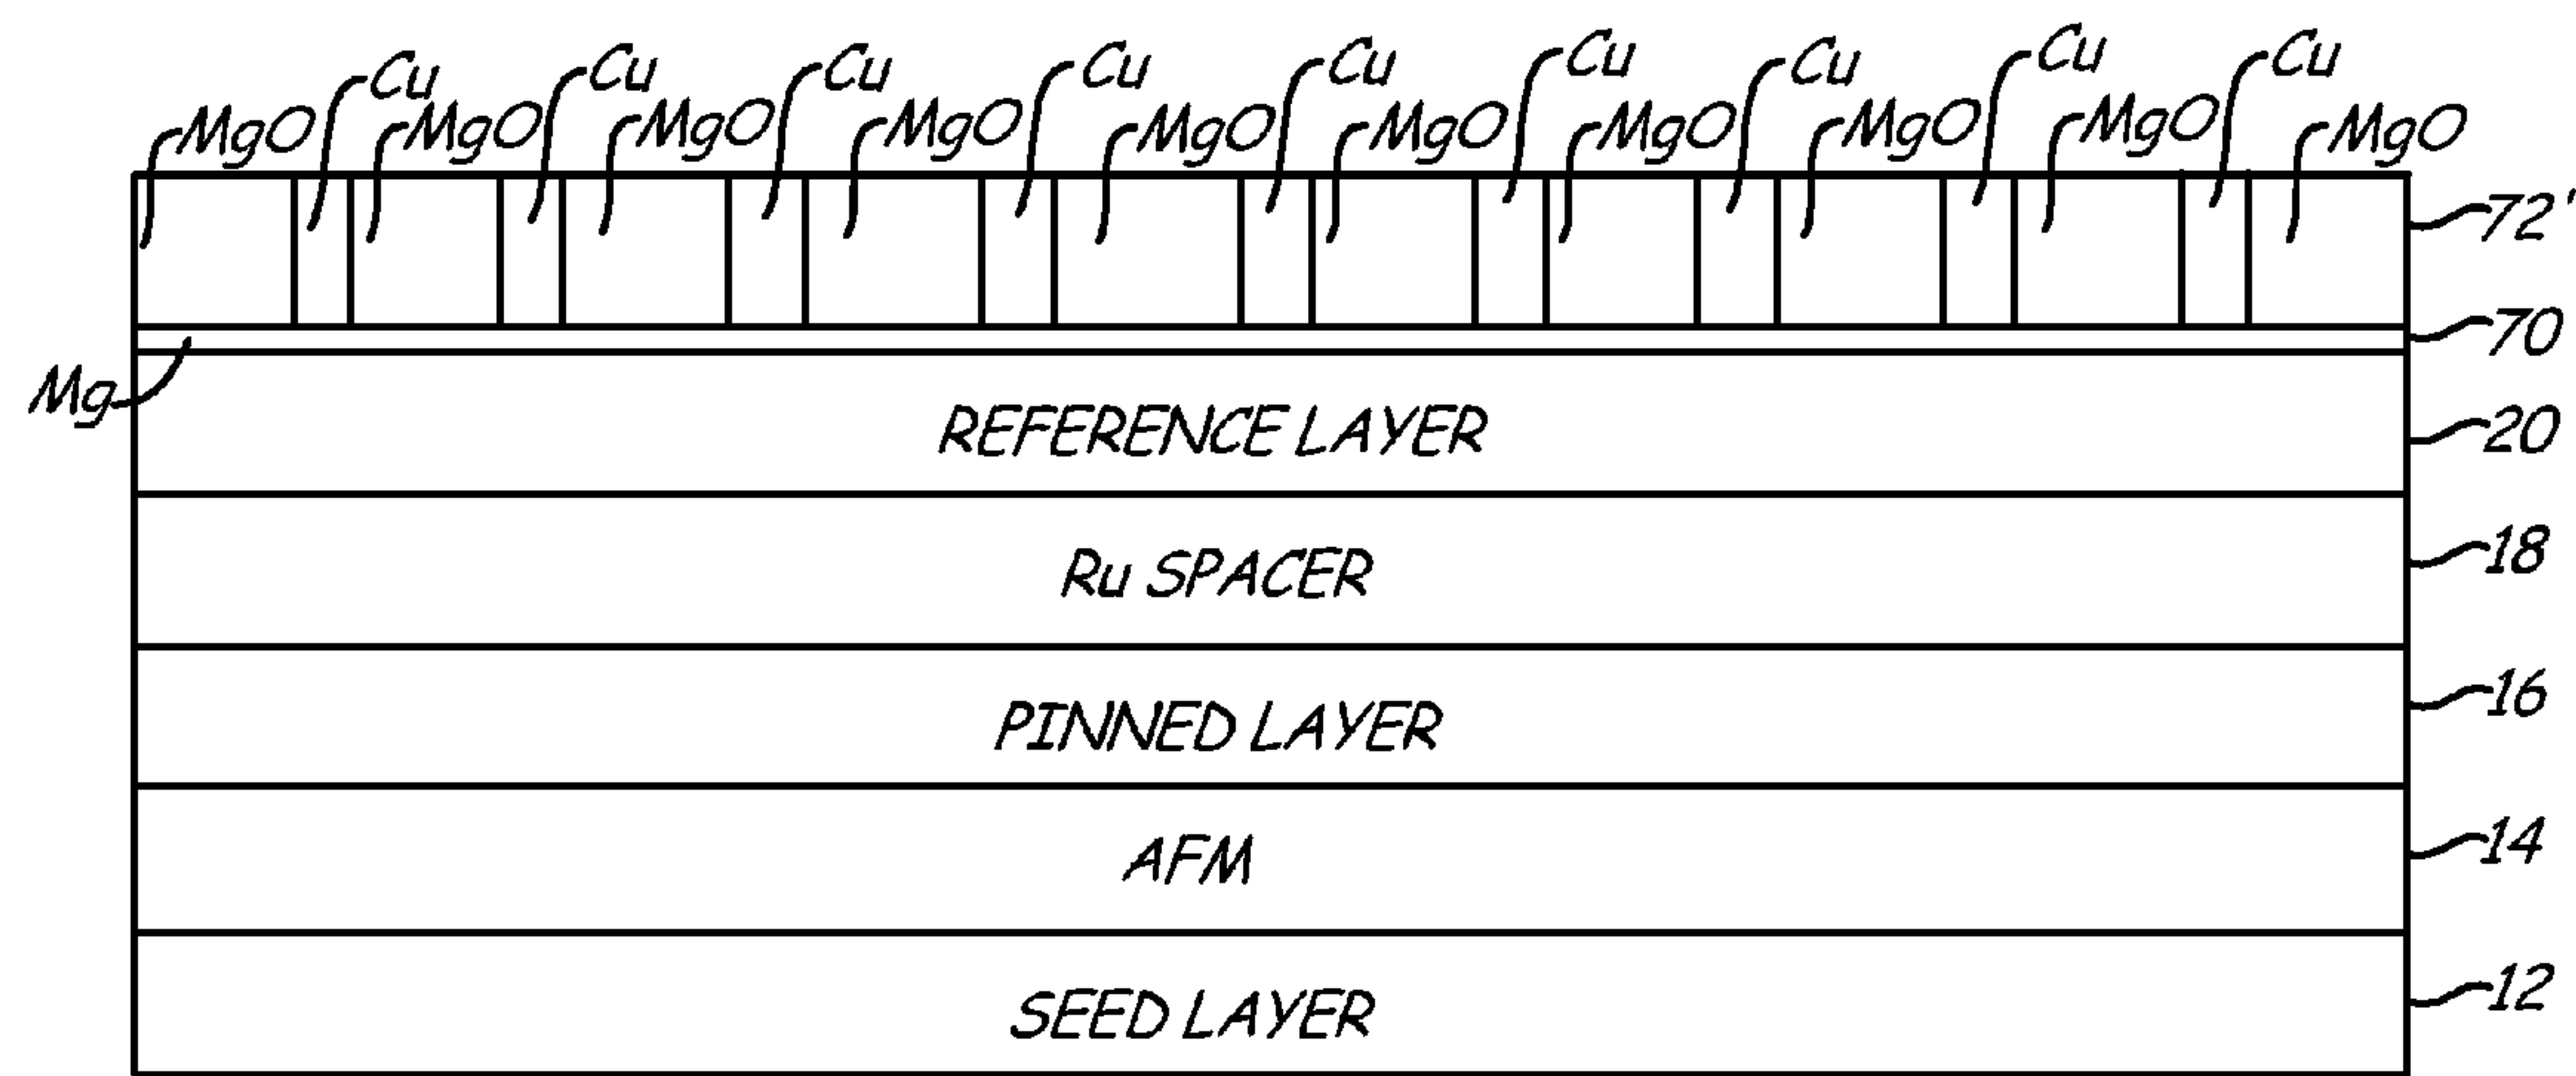 Cu Cu Cu Cu Cu Cu Cu Cu Cu
MgO MgO MgO MgO MgO MgO MgO MgO MgO MgO
72'
70
Mg
REFERENCE LAYER 20
Ru SPACER 18
PINNED LAYER 16
AFM 14
SEED LAYER 12